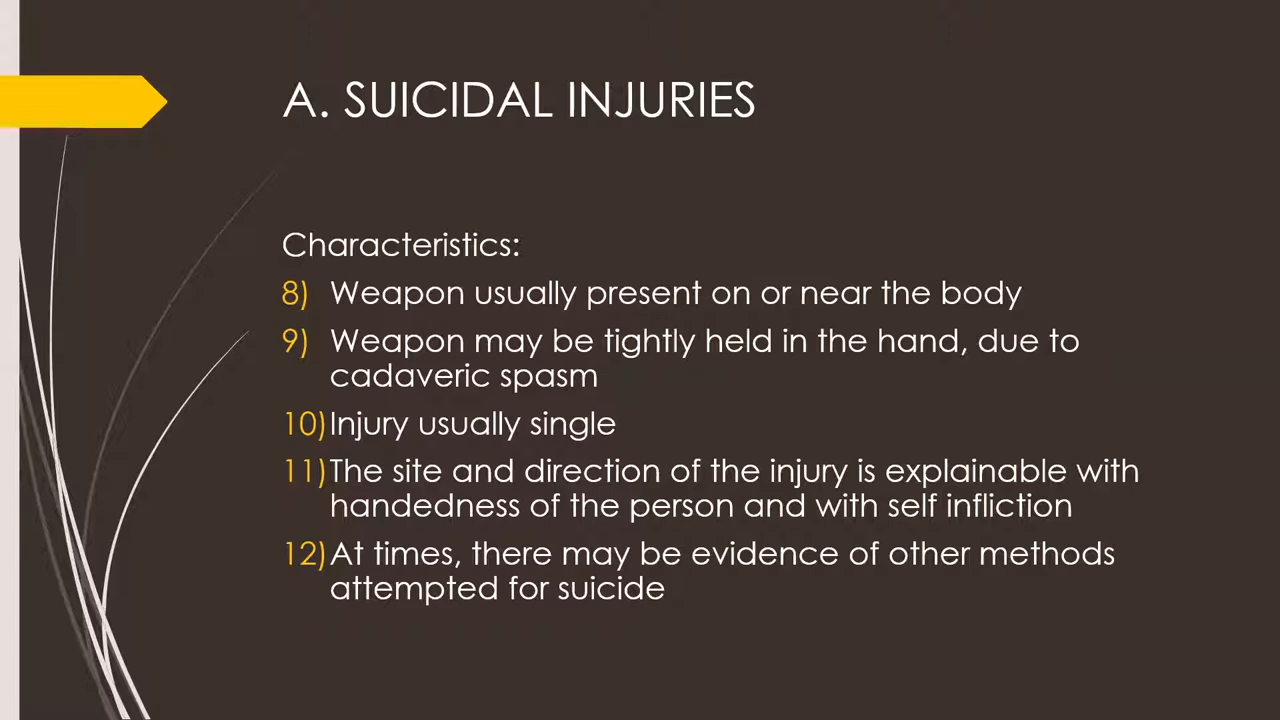 A. SUICIDAL INJURIES
Characteristics:
8) Weapon usually present on or near the body
9) Weapon may be tightly held in the hand, due to
cadaveric spasm
10) Injury usually single
11) The site and direction of the injury is explainable with
handedness of the person and with self infliction
12) At times, there may be evidence of other methods
attempted for suicide